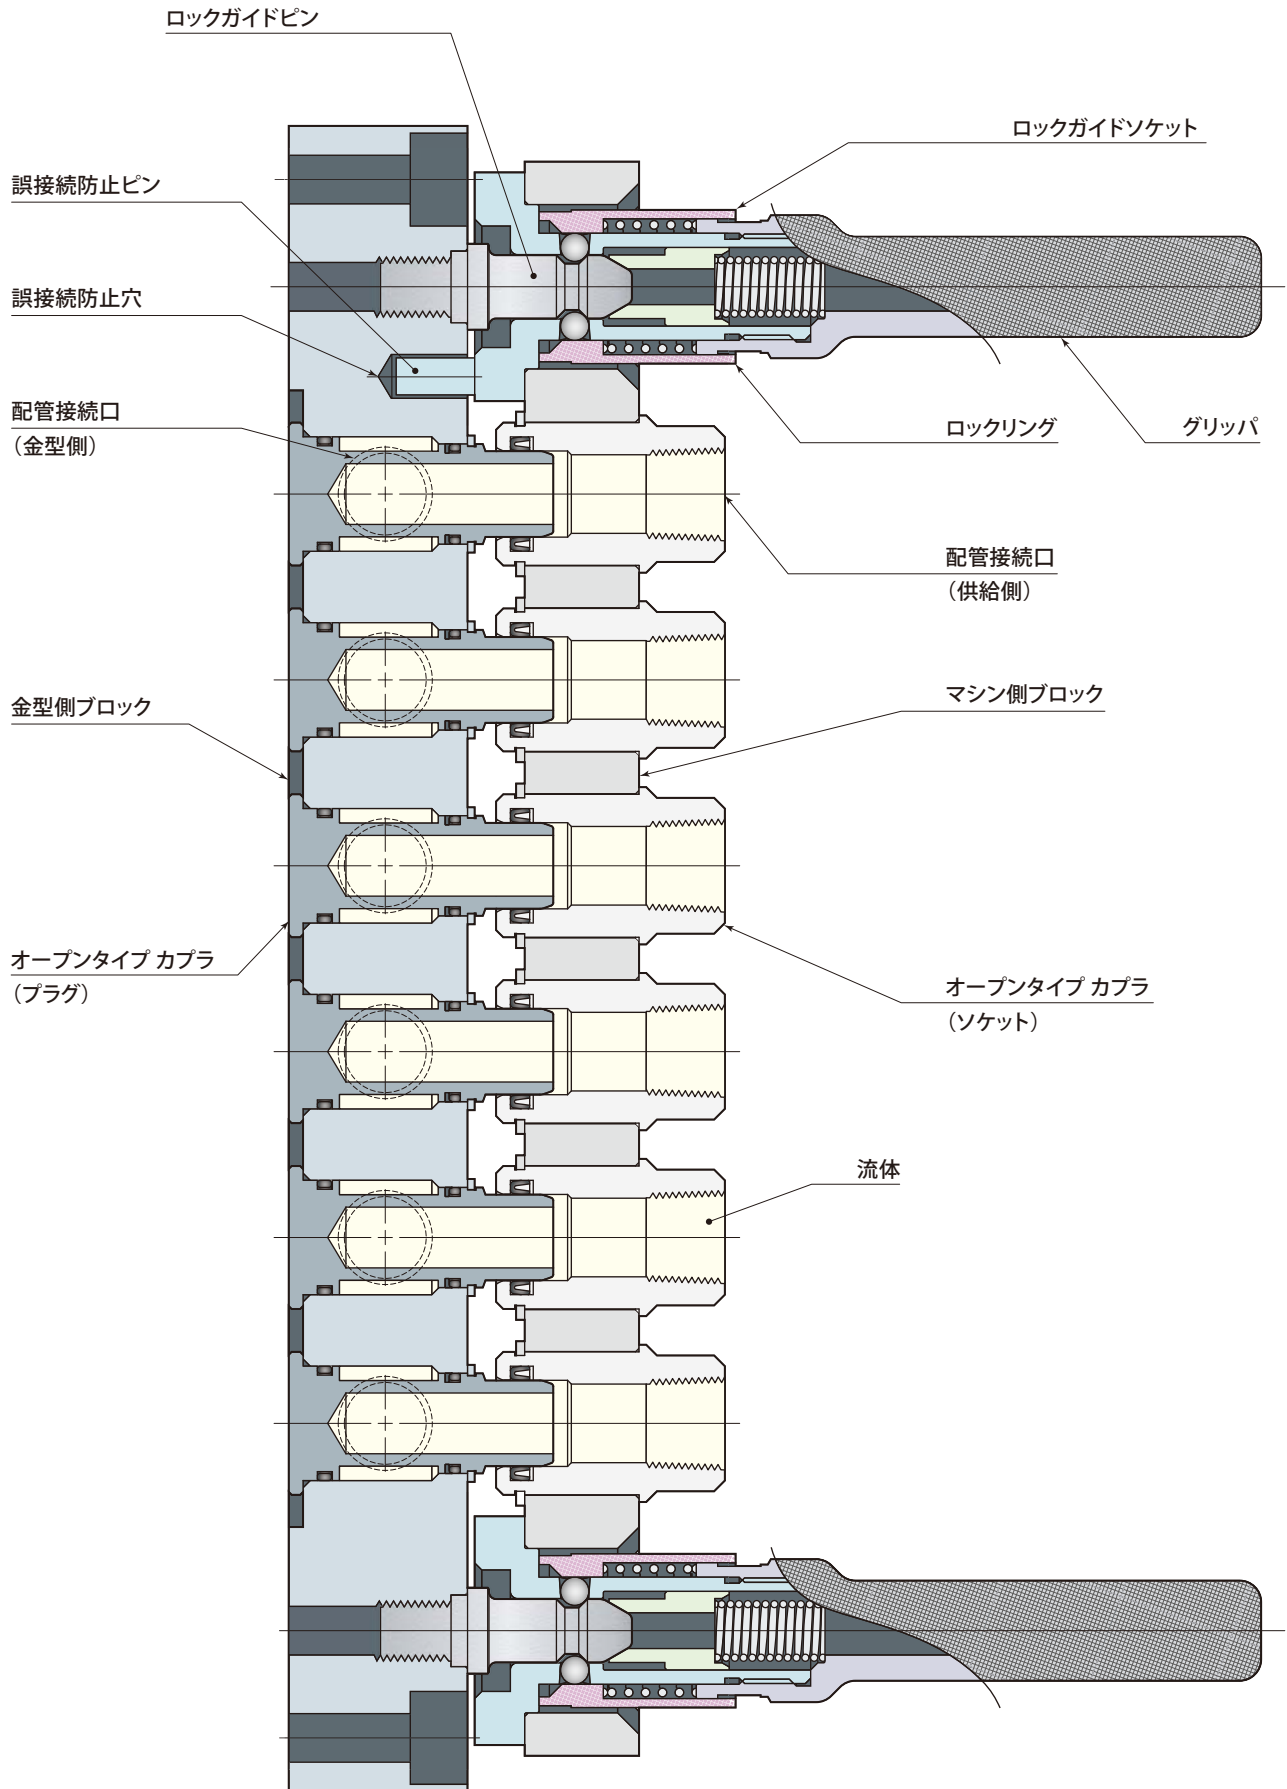 ロックガイドピン
ロックガイドソケット
誤接続防止ピン
誤接続防止穴
配管接続口
（金型側）
ロックリング
グリッパ
配管接続口
（供給側）
マシン側ブロック
金型側ブロック
オープンタイプ カプラ
（プラグ）
オープンタイプ カプラ
（ソケット）
流体